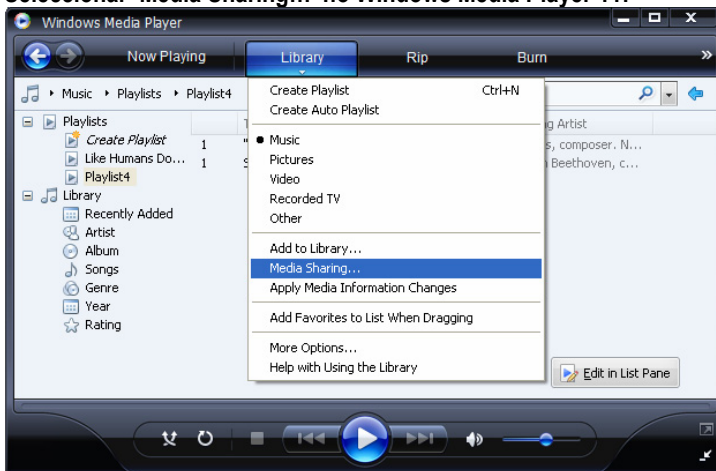 Seleccionar "Media Sharing..." no Windows Media Player 11.
Windows Media Player
Now Playing
Library
Rip
Burn
»
Music ▸ Playlists ▸ Playlist4
Playlists
Create Playlist
Like Humans Do...
Playlist4
Library
Recently Added
Artist
Album
Songs
Genre
Year
Rating
1
1
Create Playlist Ctrl+N
Create Auto Playlist
Music
Pictures
Video
Recorded TV
Other
Add to Library...
Media Sharing...
Apply Media Information Changes
Add Favorites to List When Dragging
More Options...
Help with Using the Library
ng Artist
s, composer. N...
Beethoven, c...
Edit in List Pane